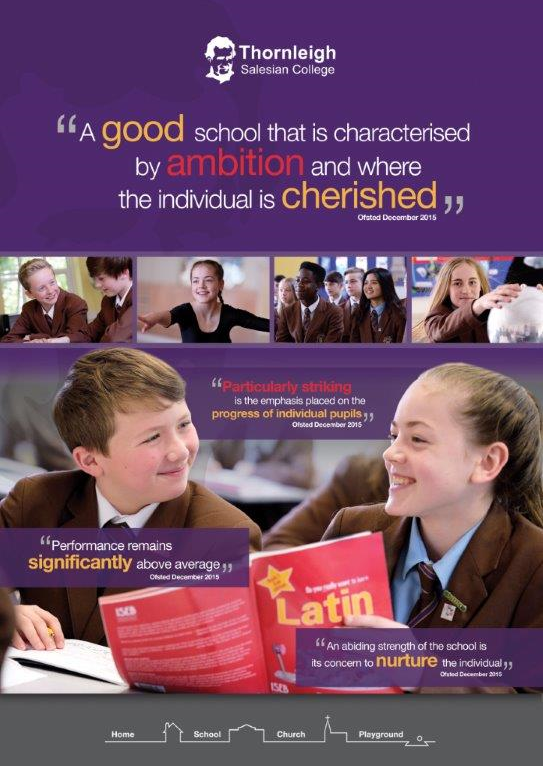 Thornleigh
Salesian College
“A good school that is characterised
by ambition and where
the individual is cherished”
Ofsted December 2015
“Particularly striking
is the emphasis placed on the
progress of individual pupils”
Ofsted December 2015
“Performance remains
significantly above average”
Ofsted December 2015
So you really want to learn
Latin
ISEB
ISEB
“An abiding strength of the school is
its concern to nurture the individual”
Ofsted December 2015
Home School Church Playground